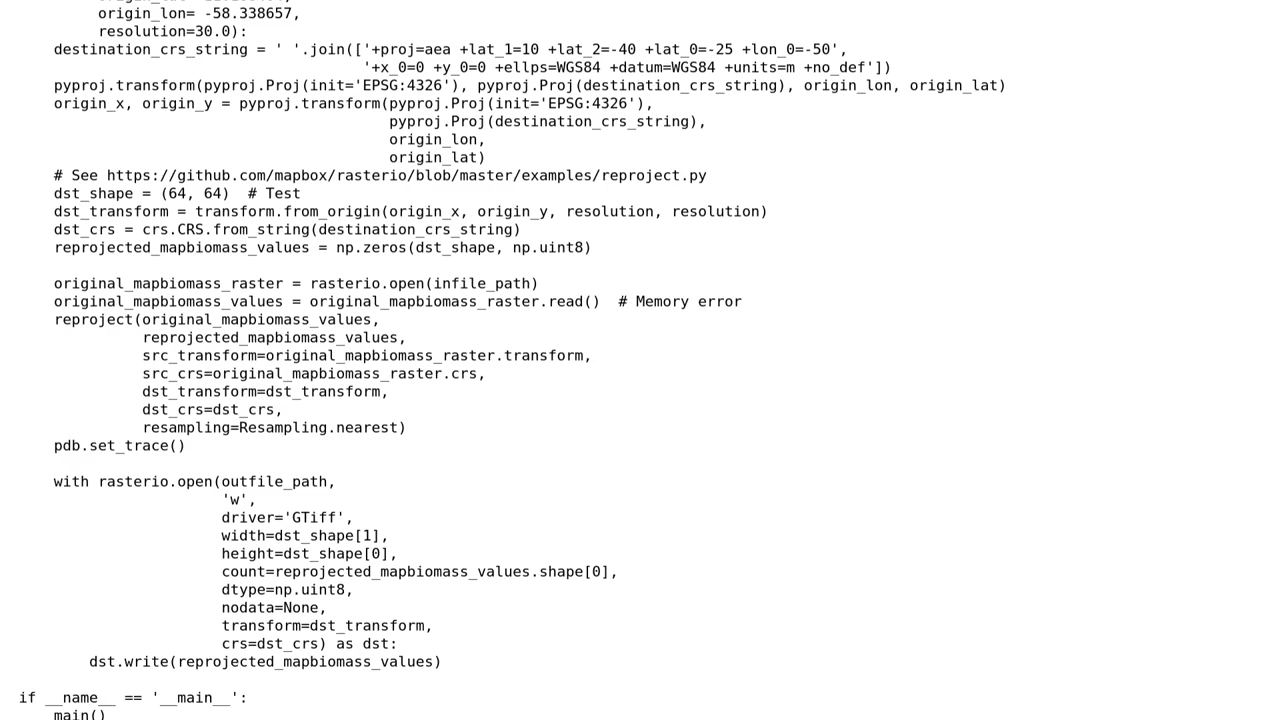 origin_lon= -58.338657,
resolution=30.0):
destination_crs_string = ' '.join(['+proj=aea +lat_1=10 +lat_2=-40 +lat_0=-25 +lon_0=-50',
'+x_0=0 +y_0=0 +ellps=WGS84 +datum=WGS84 +units=m +no_def'])
pyproj.transform(pyproj.Proj(init='EPSG:4326'), pyproj.Proj(destination_crs_string), origin_lon, origin_lat)
origin_x, origin_y = pyproj.transform(pyproj.Proj(init='EPSG:4326'),
pyproj.Proj(destination_crs_string),
origin_lon,
origin_lat)
# See https://github.com/mapbox/rasterio/blob/master/examples/reproject.py
dst_shape = (64, 64)  # Test
dst_transform = transform.from_origin(origin_x, origin_y, resolution, resolution)
dst_crs = crs.CRS.from_string(destination_crs_string)
reprojected_mapbiomass_values = np.zeros(dst_shape, np.uint8)
original_mapbiomass_raster = rasterio.open(infile_path)
original_mapbiomass_values = original_mapbiomass_raster.read()  # Memory error
reproject(original_mapbiomass_values,
reprojected_mapbiomass_values,
src_transform=original_mapbiomass_raster.transform,
src_crs=original_mapbiomass_raster.crs,
dst_transform=dst_transform,
dst_crs=dst_crs,
resampling=Resampling.nearest)
pdb.set_trace()
with rasterio.open(outfile_path,
'w',
driver='GTiff',
width=dst_shape[1],
height=dst_shape[0],
count=reprojected_mapbiomass_values.shape[0],
dtype=np.uint8,
nodata=None,
transform=dst_transform,
crs=dst_crs) as dst:
dst.write(reprojected_mapbiomass_values)
if __name__ == '__main__':
main()